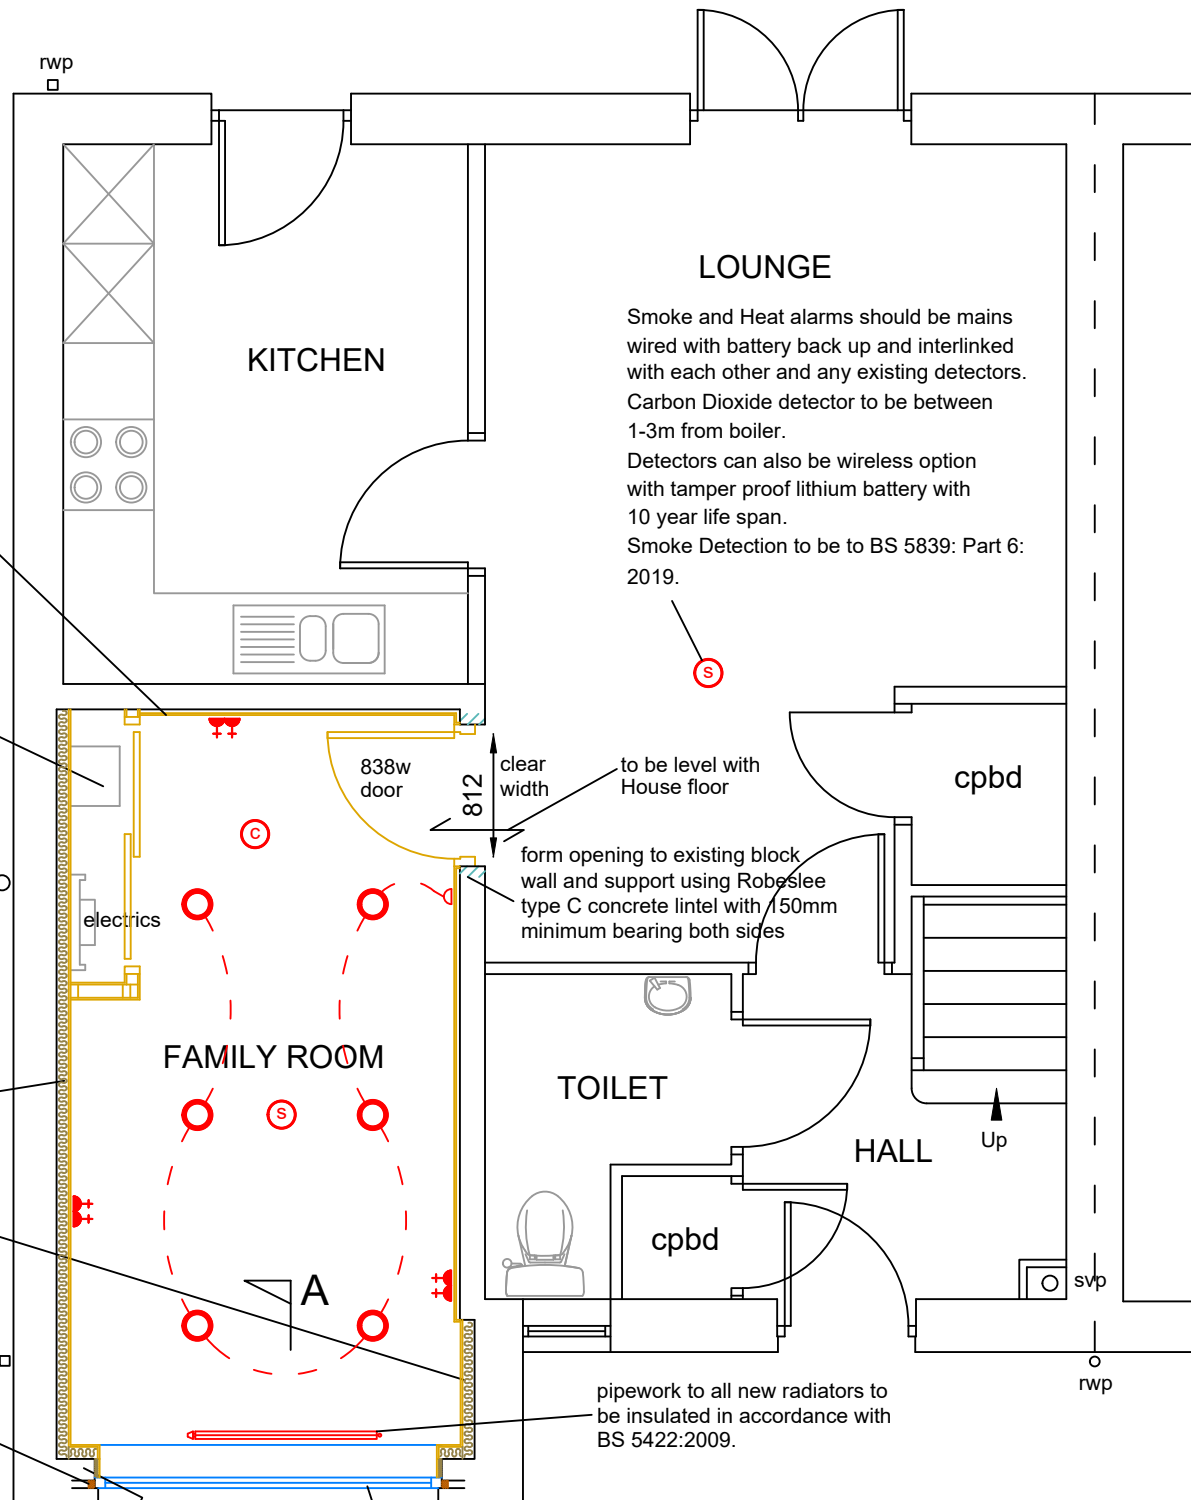 rwp
LOUNGE
Smoke and Heat alarms should be mains
wired with battery back up and interlinked
with each other and any existing detectors.
Carbon Dioxide detector to be between
1-3m from boiler.
Detectors can also be wireless option
with tamper proof lithium battery with
10 year life span.
Smoke Detection to be to BS 5839: Part 6:
2019.
KITCHEN
S
838w
door
812
clear
width
to be level with
House floor
cpbd
C
form opening to existing block
wall and support using Robeslee
type C concrete lintel with 150mm
minimum bearing both sides
electrics
FAMILY ROOM
S
TOILET
HALL
Up
cpbd
A
svp
rwp
pipework to all new radiators to
be insulated in accordance with
BS 5422:2009.